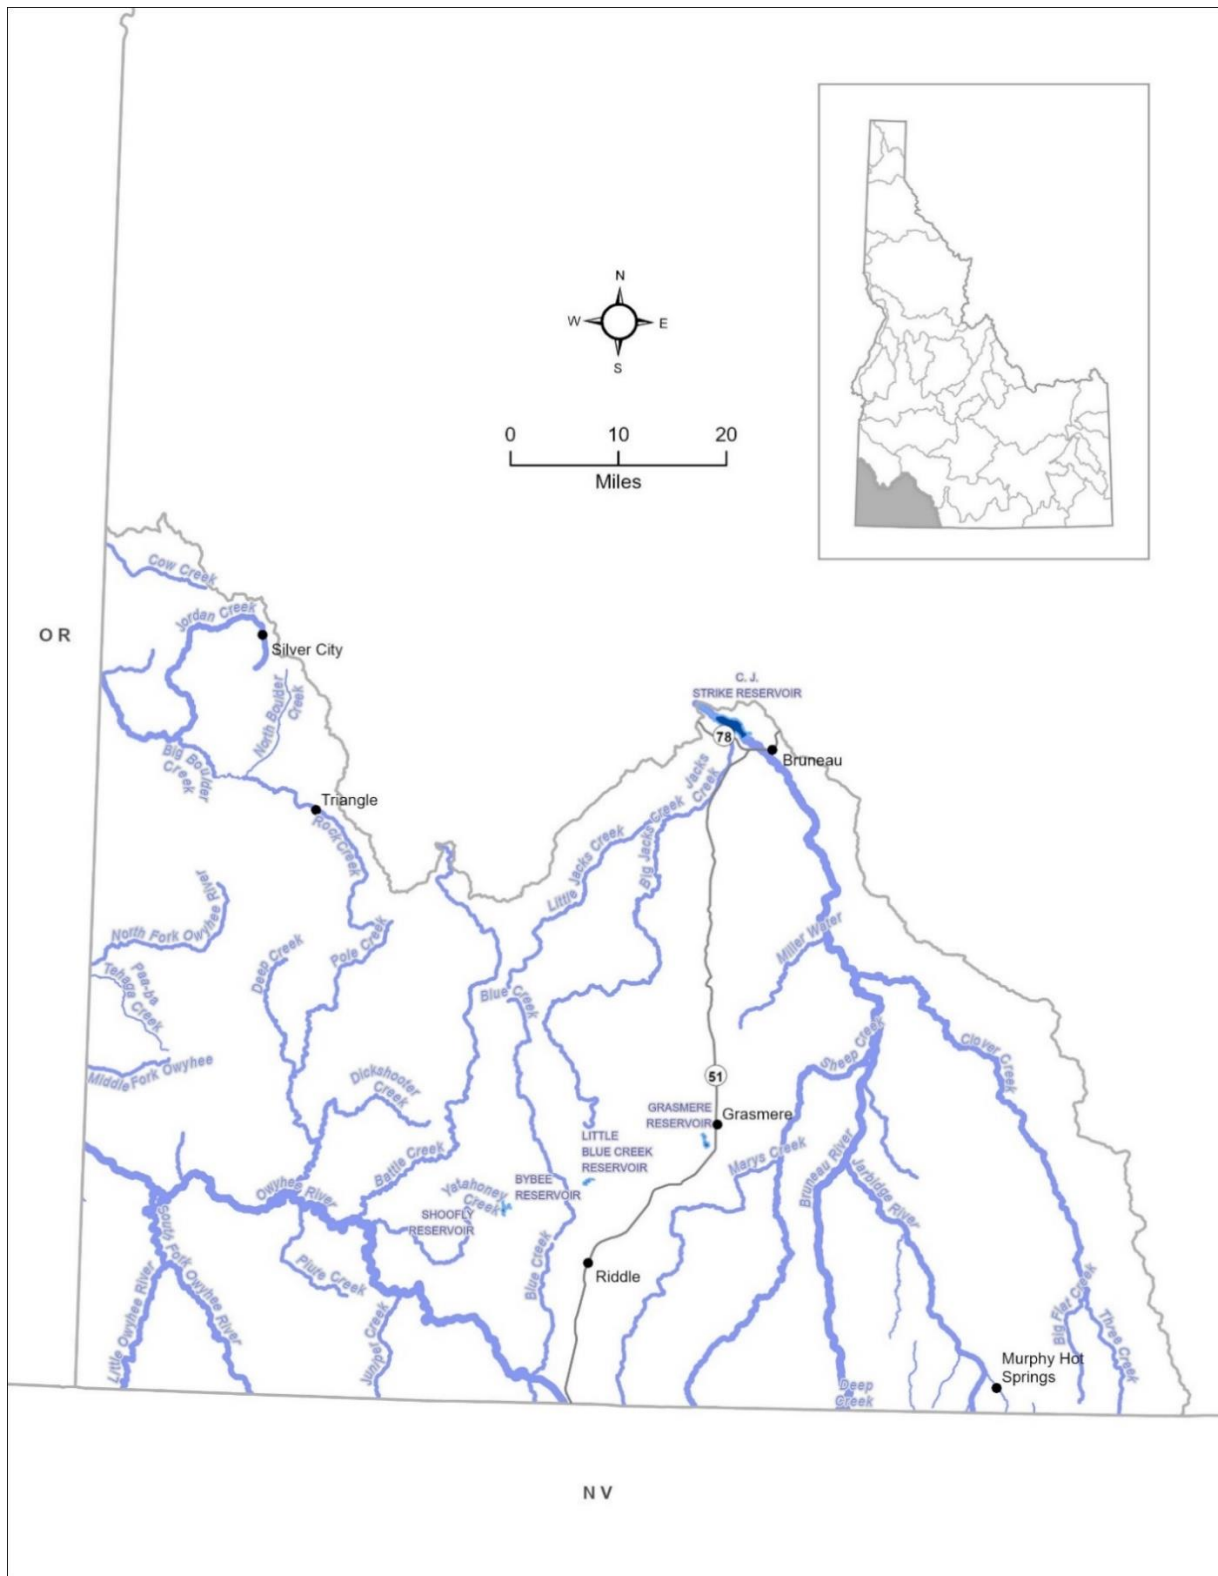 N
W
E
S
0 10 20
Miles
Cow Creek
Jordan Creek
OR
Silver City
North Boulder
Creek
C. J.
STRIKE RESERVOIR
78
Bruneau
Big Boulder
Creek
Jacks
Creek
Triangle
Rock Creek
Little Jacks Creek
Big Jacks Creek
North Fork Owyhee River
Miller Water
Deep Creek
Pole Creek
Paa-ba
Tehaga Creek
Blue Creek
Middle Fork Owyhee
Sheep Creek
Clover Creek
51
Dickshooter
Creek
GRASMERE
RESERVOIR
Grasmere
LITTLE
BLUE CREEK
RESERVOIR
Marys Creek
Battle Creek
Bruneau River
Jarbidge River
Owyhee River
Yatahoney
Creek
BYBEE
RESERVOIR
SHOOFLY
RESERVOIR
South Fork Owyhee River
Little Owyhee River
Piute Creek
Blue Creek
Riddle
Juniper Creek
Big Flat Creek
Three Creek
Murphy Hot
Springs
Deep
Creek
NV